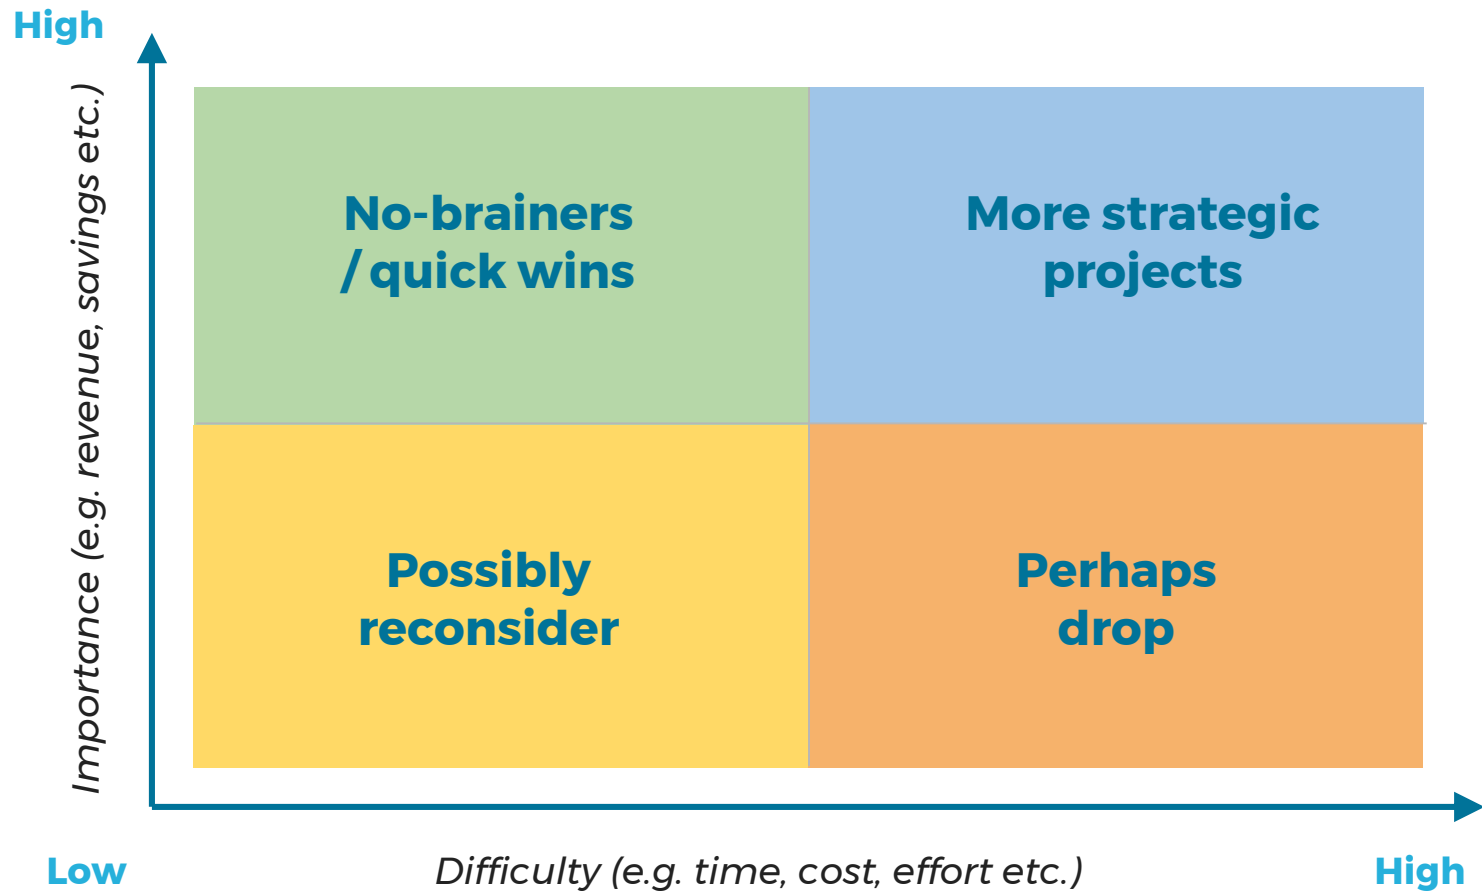 High
Importance (e.g. revenue, savings etc.)
No-brainers
/ quick wins
More strategic
projects
Possibly
reconsider
Perhaps
drop
Low
Difficulty (e.g. time, cost, effort etc.)
High